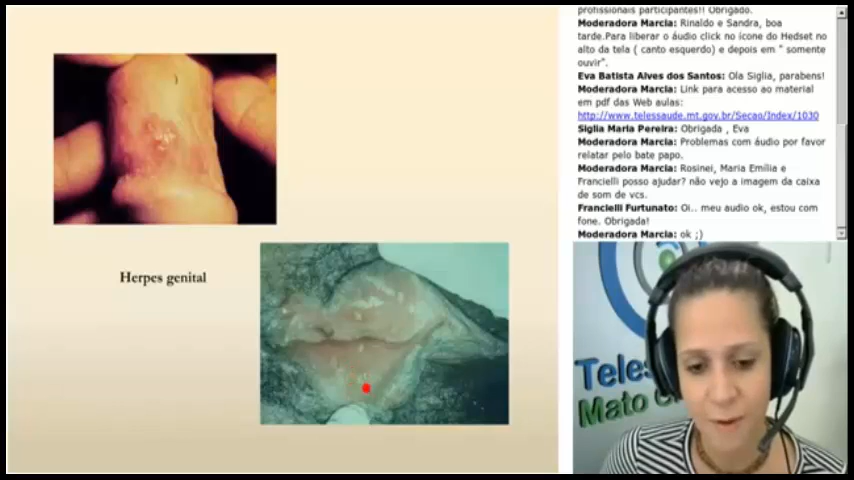 Herpes genital
profissionais participantes!! Obrigado.
Moderadora Marcia: Rinaldo e Sandra, boa
tarde.Para liberar o áudio click no ícone do Hedset no
alto da tela ( canto esquerdo) e depois em " somente
ouvir".
Eva Batista Alves dos Santos: Ola Siglia, parabens!
Moderadora Marcia: Link para acesso ao material
em pdf das Web aulas:
http://www.telessaude.mt.gov.br/Secao/Index/1030
Siglia Maria Pereira: Obrigada , Eva
Moderadora Marcia: Problemas com áudio por favor
relatar pelo bate papo.
Moderadora Marcia: Rosinei, Maria Emília e
Francielli posso ajudar? não vejo a imagem da caixa
de som de vcs.
Francielli Furtunato: Oi.. meu audio ok, estou com
fone. Obrigada!
Moderadora Marcia: ok ;)
Teles
Mato